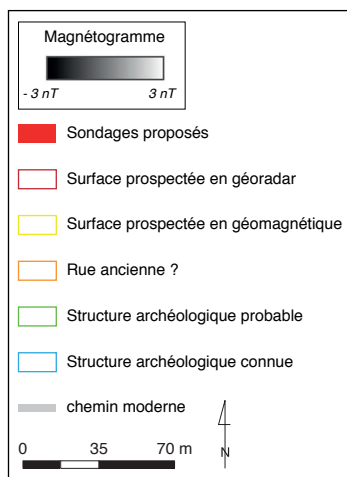 Magnétogramme
- 3 nT 3 nT
Sondages proposés
Surface prospectée en géoradar
Surface prospectée en géomagnétique
Rue ancienne ?
Structure archéologique probable
Structure archéologique connue
chemin moderne
0 35 70 m
N